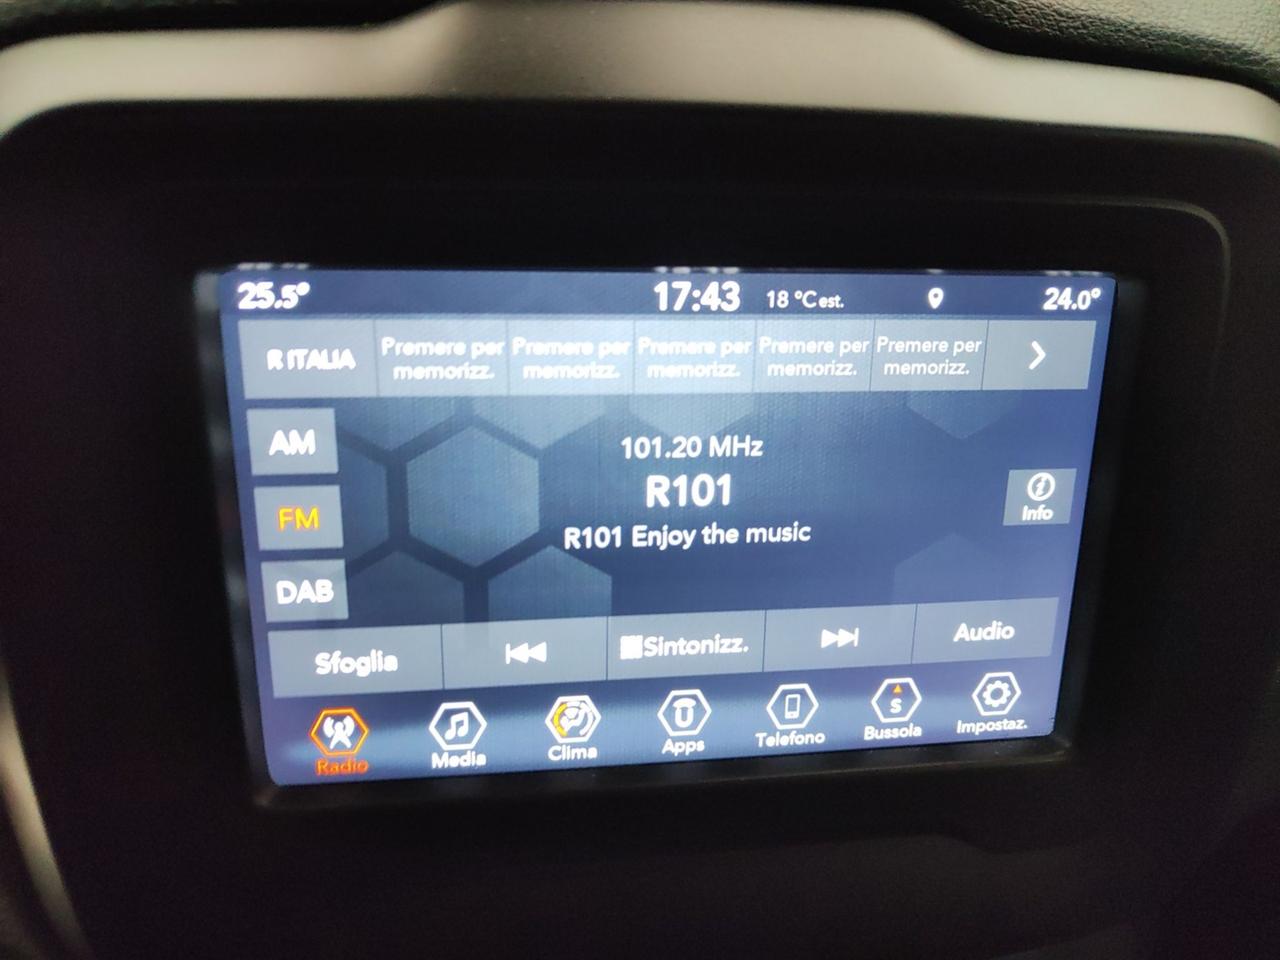 25.5° 17:43 18 °C est. 24.0°
R ITALIA Premere per memorizz. Premere per memorizz. Premere per memorizz. Premere per memorizz. Premere per memorizz.
AM
101.20 MHz
R101
Info
FM
R101 Enjoy the music
DAB
Sfoglia Sintonizz. Audio
Radio Media Clima Apps Telefono Bussola Impostaz.
S